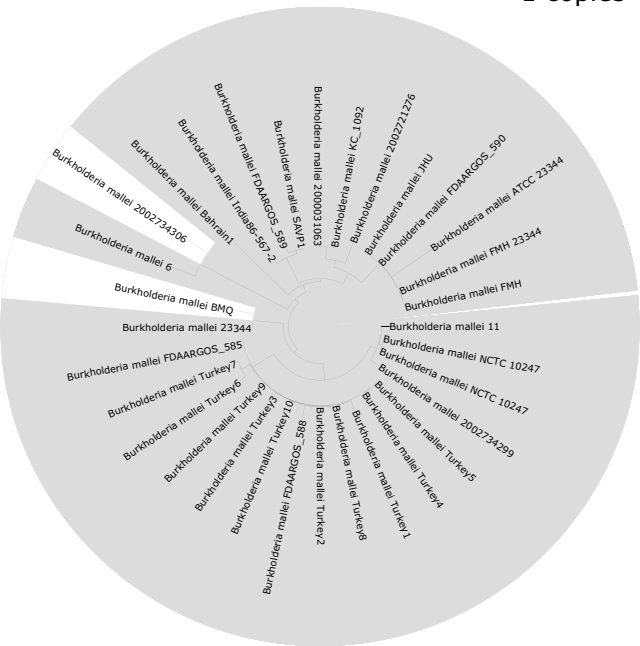 Burkholderia mallei 2000031063
Burkholderia mallei KC_1092
Burkholderia mallei 2002721276
Burkholderia mallei JHU
Burkholderia mallei FDAARGOS_590
Burkholderia mallei ATCC 23344
Burkholderia mallei FMH 23344
Burkholderia mallei FMH
Burkholderia mallei 11
Burkholderia mallei NCTC 10247
Burkholderia mallei NCTC 10247
Burkholderia mallei 2002734299
Burkholderia mallei Turkey5
Burkholderia mallei Turkey4
Burkholderia mallei Turkey1
Burkholderia mallei Turkey8
Burkholderia mallei Turkey2
Burkholderia mallei FDAARGOS_588
Burkholderia mallei Turkey10
Burkholderia mallei Turkey3
Burkholderia mallei Turkey9
Burkholderia mallei Turkey6
Burkholderia mallei Turkey7
Burkholderia mallei FDAARGOS_585
Burkholderia mallei 23344
Burkholderia mallei BMQ
Burkholderia mallei 6
Burkholderia mallei 2002734306
Burkholderia mallei Bahrain1
Burkholderia mallei India86-567-2
Burkholderia mallei FDAARGOS_589
Burkholderia mallei SAVP1